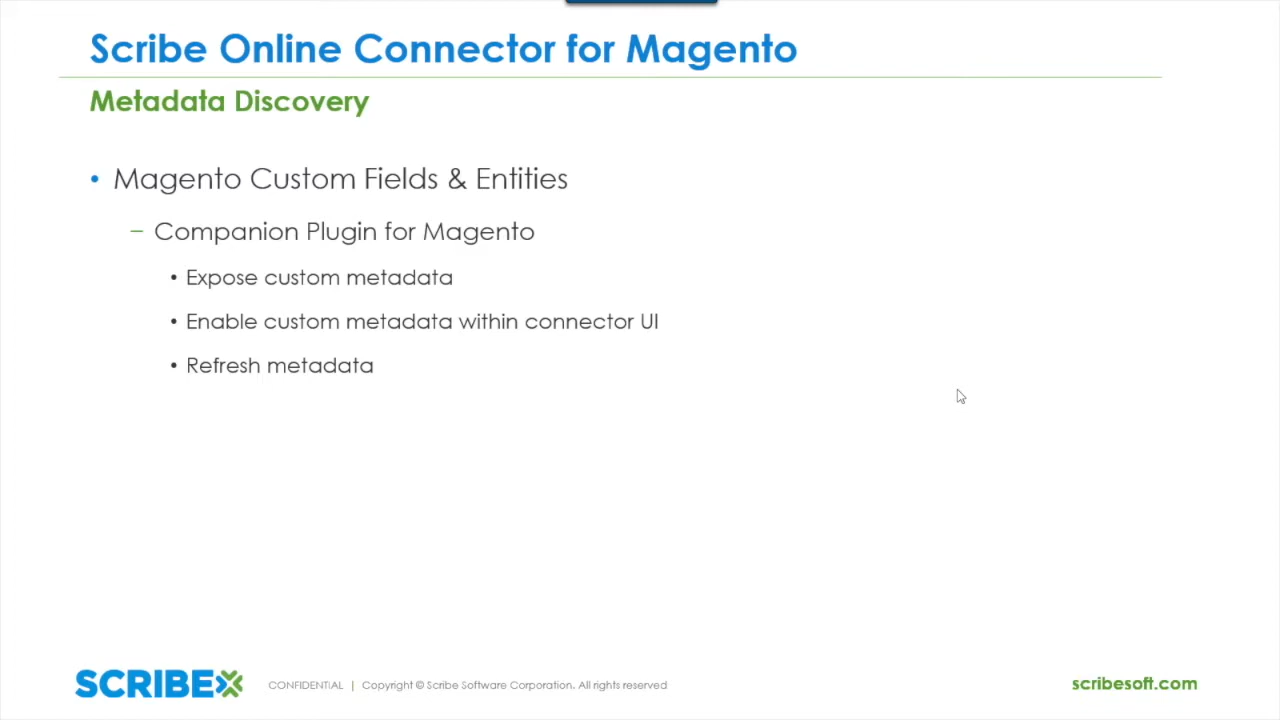 Scribe Online Connector for Magento
Metadata Discovery
• Magento Custom Fields & Entities
– Companion Plugin for Magento
• Expose custom metadata
• Enable custom metadata within connector UI
• Refresh metadata
SCRIBE CONFIDENTIAL | Copyright © Scribe Software Corporation. All rights reserved scribesoft.com